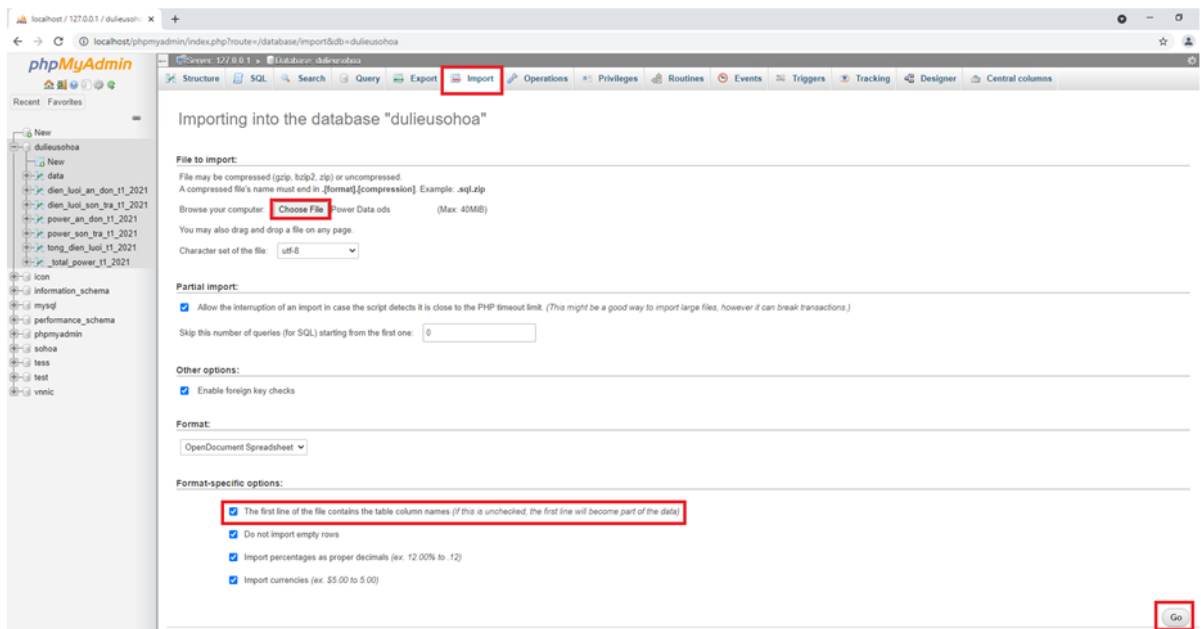 localhost / 127.0.0.1 / dulieusoho
localhost/phpmyadmin/index.php?route=/database/import&db=dulieusohoa
phpMyAdmin
Recent Favorites
New
dulieusohoa
New
data
dien_luoi_an_don_t1_2021
dien_luoi_son_tra_t1_2021
power_an_don_t1_2021
power_son_tra_t1_2021
tong_dien_luoi_t1_2021
_total_power_t1_2021
icon
information_schema
mysql
performance_schema
phpmyadmin
sohoa
tess
test
vnnic
Server: 127.0.0.1 » Database: dulieusohoa
Structure SQL Search Query Export Import Operations Privileges Routines Events Triggers Tracking Designer Central columns
Importing into the database "dulieusohoa"
File to import:
File may be compressed (gzip, bzip2, zip) or uncompressed.
A compressed file's name must end in .[format].[compression]. Example: .sql.zip
Browse your computer: Choose File Power Data.ods (Max: 40MiB)
You may also drag and drop a file on any page.
Character set of the file: utf-8
Partial import:
Allow the interruption of an import in case the script detects it is close to the PHP timeout limit. (This might be a good way to import large files, however it can break transactions.)
Skip this number of queries (for SQL) starting from the first one: 0
Other options:
Enable foreign key checks
Format:
OpenDocument Spreadsheet
Format-specific options:
The first line of the file contains the table column names (if this is unchecked, the first line will become part of the data)
Do not import empty rows
Import percentages as proper decimals (ex. 12.00% to .12)
Import currencies (ex. $5.00 to 5.00)
Go